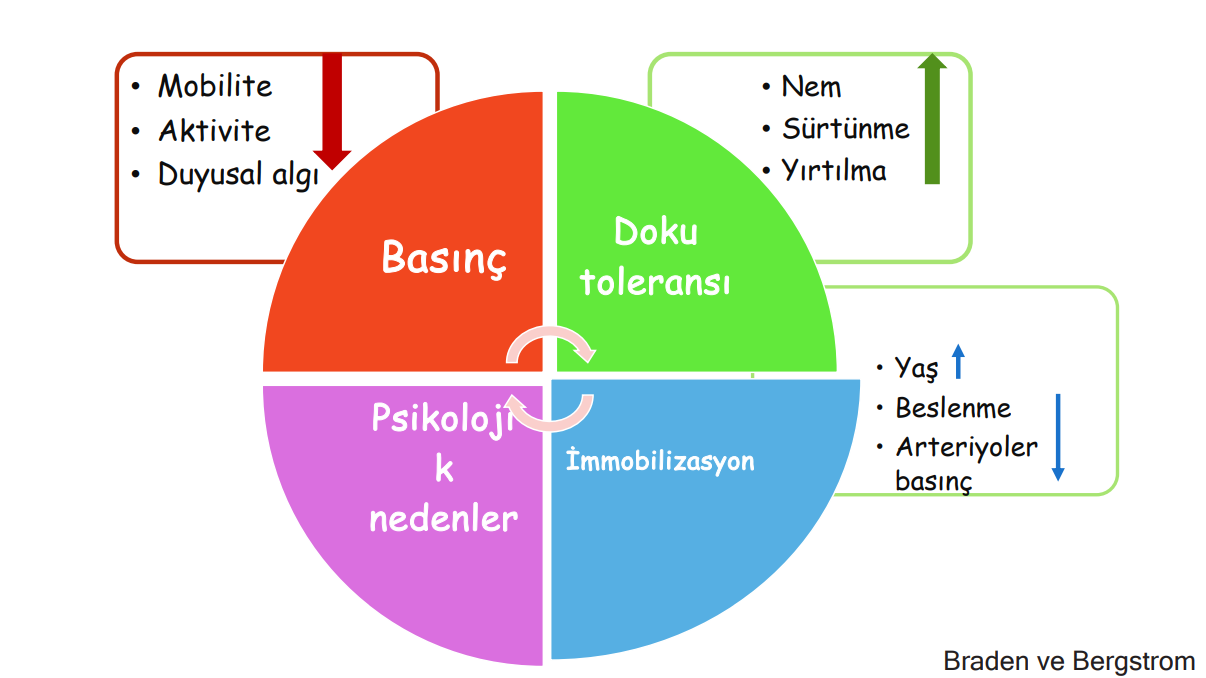 • Mobilite
• Aktivite
• Duyusal algı
• Nem
• Sürtünme
• Yırtılma
Basınç
Doku
toleransı
• Yaş
• Beslenme
• Arteriyoler
basınç
Psikoloji
k
nedenler
İmmobilizasyon
Braden ve Bergstrom